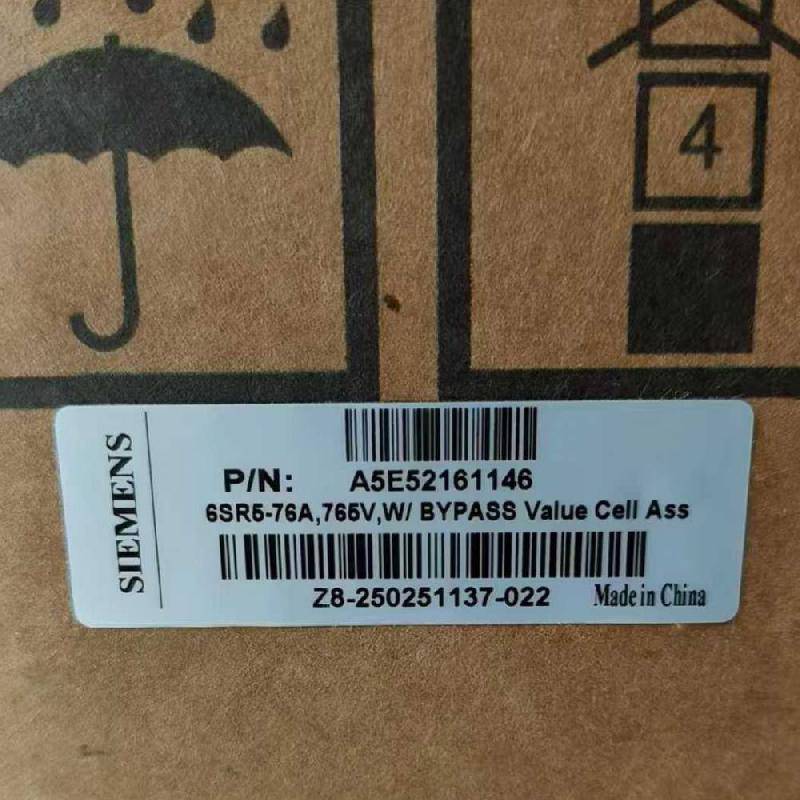 4
SIEMENS
P/N: A5E52161146
6SR5-76A,765V,W/ BYPASS Value Cell Ass
Z8-250251137-022
Made in China